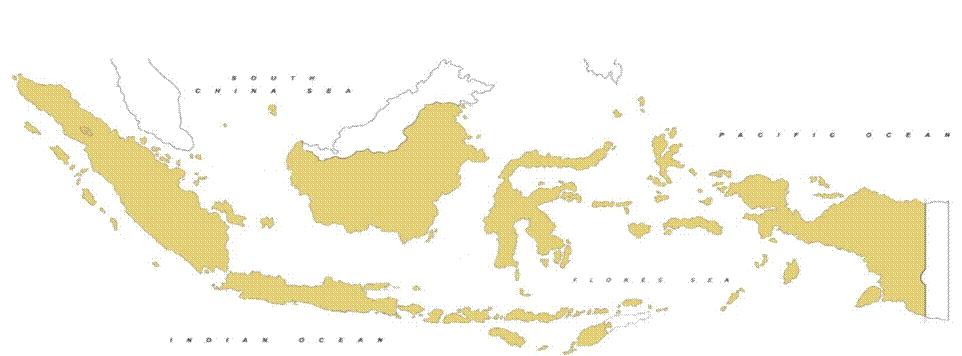 SOUTH
CHINA SEA
PACIFIC OCEAN
FLORES SEA
INDIAN OCEAN